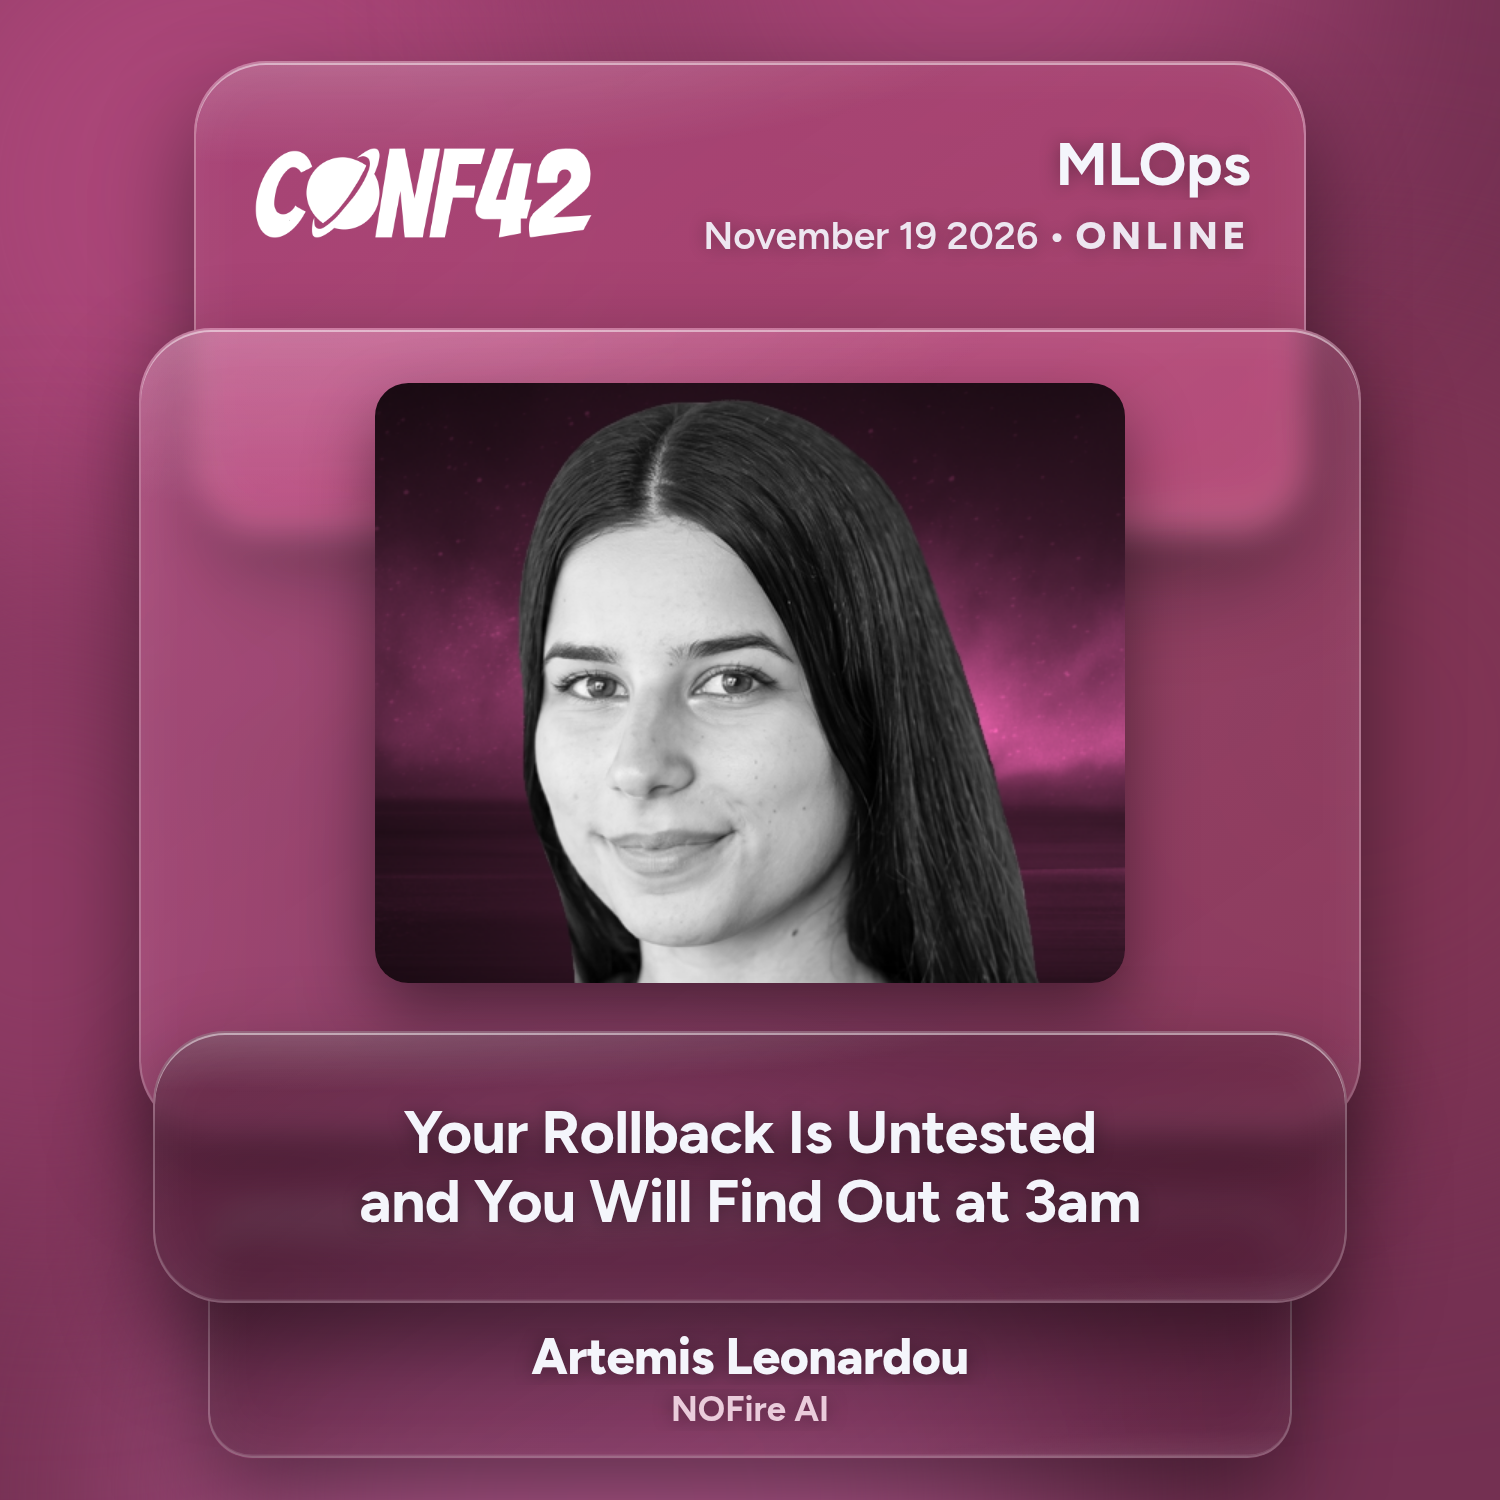 CONF42
MLOps
November 19 2026 • ONLINE
Your Rollback Is Untested
and You Will Find Out at 3am
Artemis Leonardou
NOFire AI